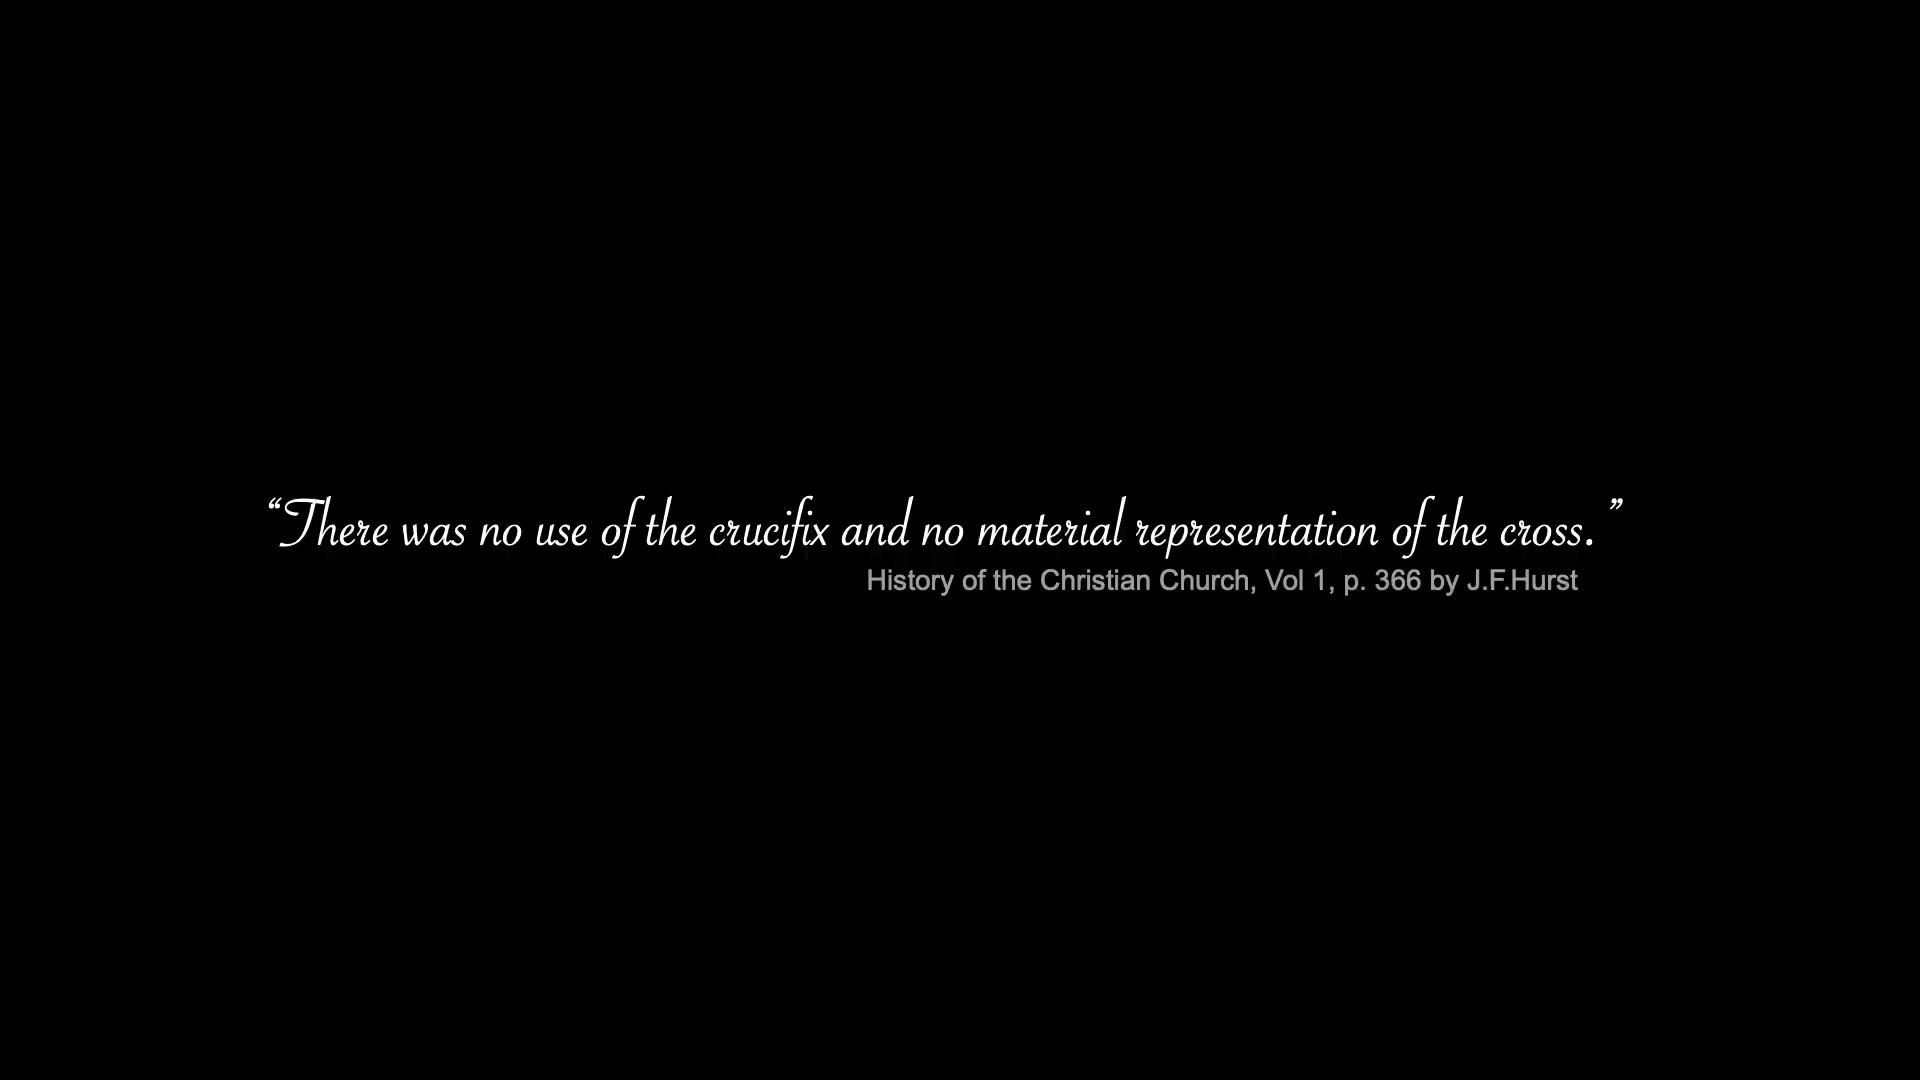 “There was no use of the crucifix and no material representation of the cross.”
History of the Christian Church, Vol 1, p. 366 by J.F.Hurst